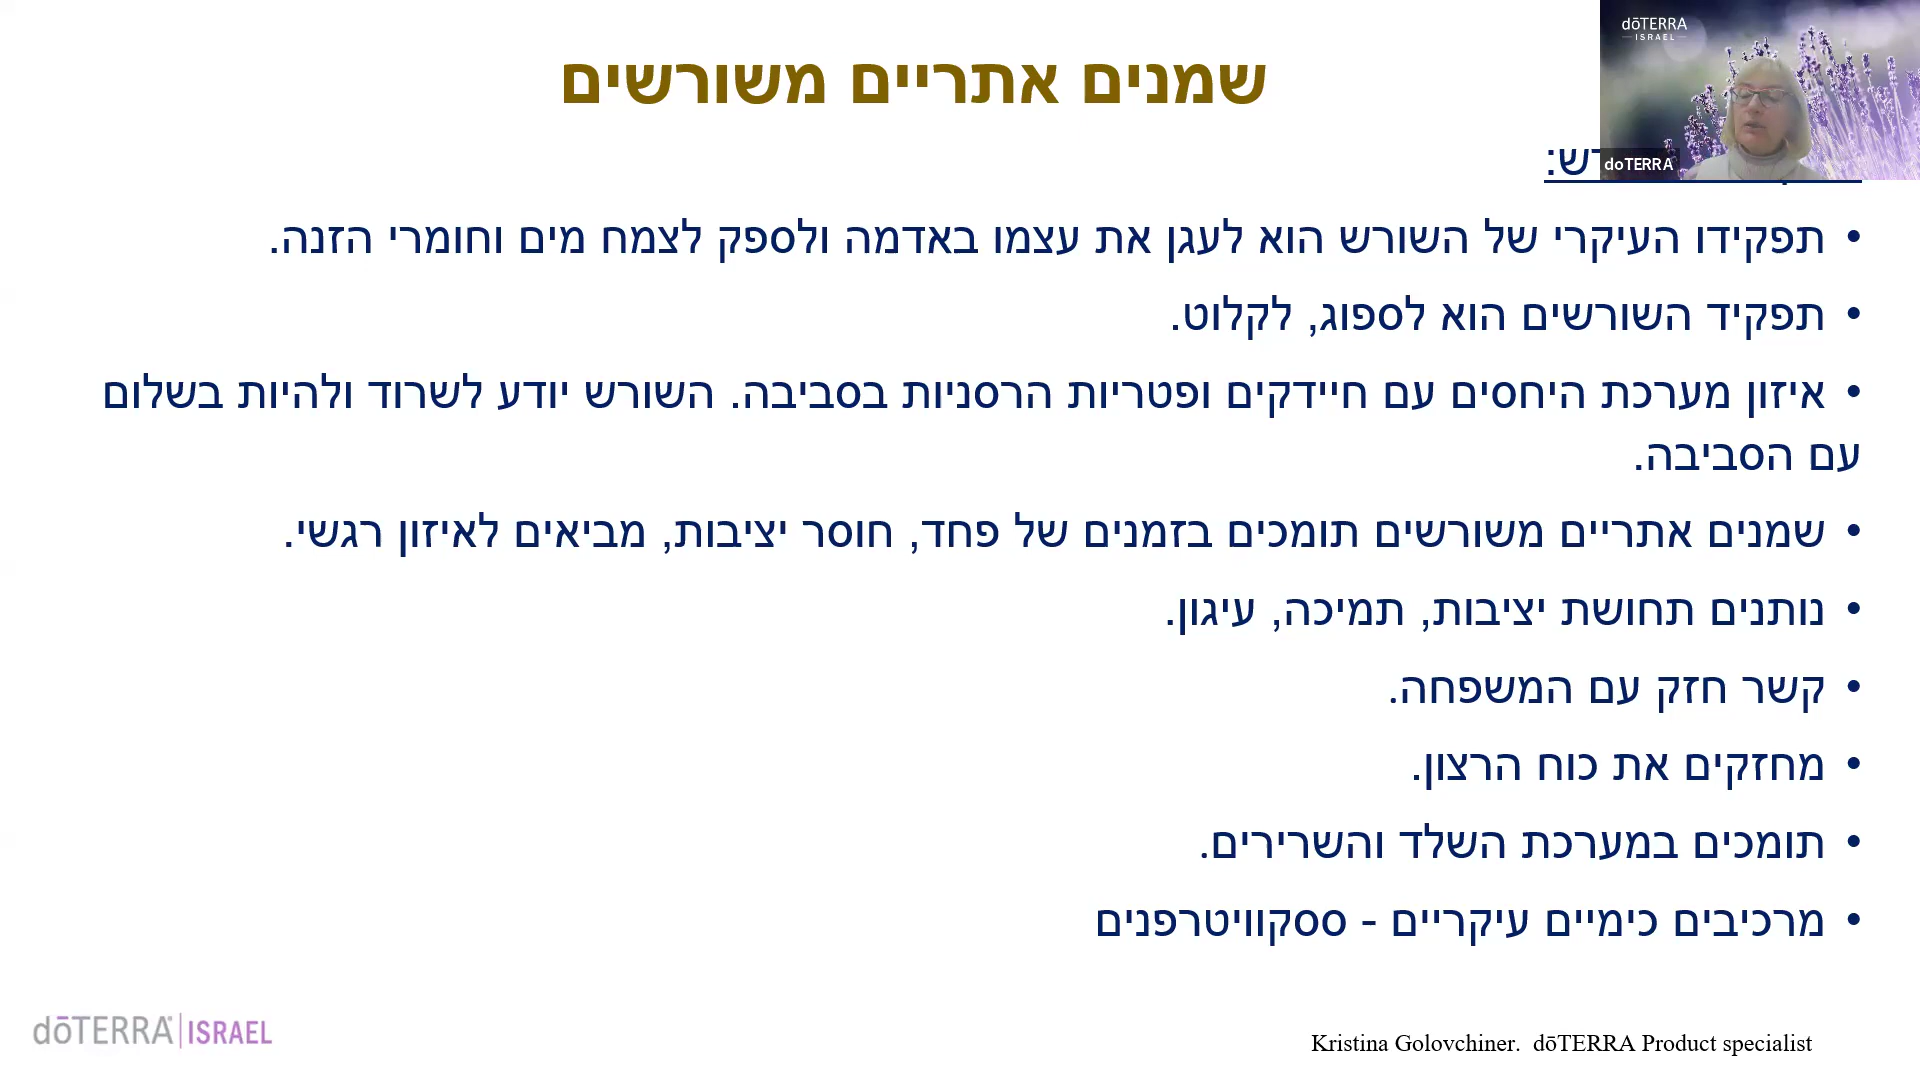 שמנים אתריים משורשים
dōTERRA
ISRAEL
doTERRA
• תפקידו העיקרי של השורש הוא לעגן את עצמו באדמה ולספק לצמח מים וחומרי הזנה.
• תפקיד השורשים הוא לספוג, לקלוט.
• איזון מערכת היחסים עם חיידקים ופטריות הרסניות בסביבה. השורש יודע לשרוד ולהיות בשלום
עם הסביבה.
• שמנים אתריים משורשים תומכים בזמנים של פחד, חוסר יציבות, מביאים לאיזון רגשי.
• נותנים תחושת יציבות, תמיכה, עיגון.
• קשר חזק עם המשפחה.
• מחזקים את כוח הרצון.
• תומכים במערכת השלד והשרירים.
• מרכיבים כימיים עיקריים - ססקוויטרפנים
dōTERRA | ISRAEL
Kristina Golovchiner. dōTERRA Product specialist